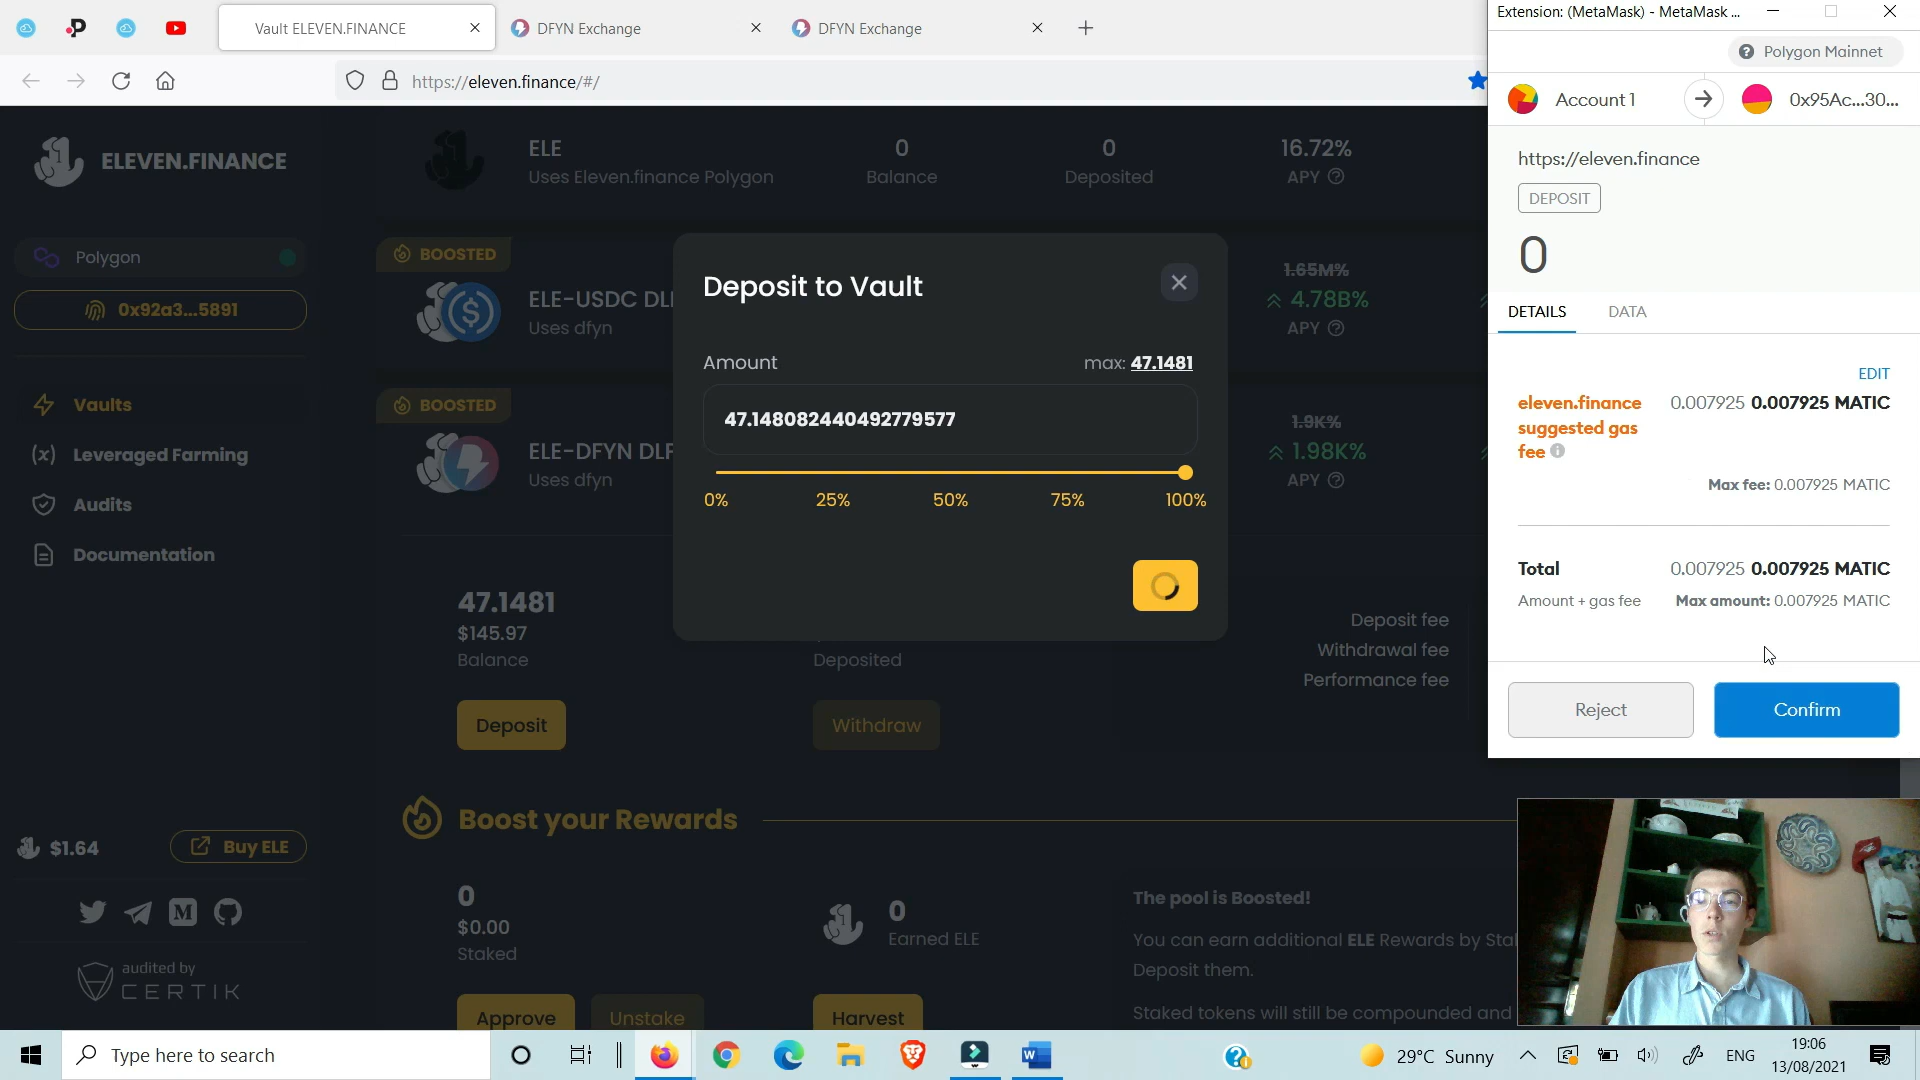 Vault ELEVEN.FINANCE
DFYN Exchange
DFYN Exchange
https://eleven.finance/#/
ELEVEN.FINANCE
Polygon
0x92a3...5891
Vaults
Leveraged Farming
Audits
Documentation
$1.64
Buy ELE
audited by
CERTIK
ELE
Uses Eleven.finance Polygon
0
Balance
0
Deposited
16.72%
APY
BOOSTED
ELE-USDC DL
Uses dfyn
1.65M%
4.78B%
APY
BOOSTED
ELE-DFYN DLP
Uses dfyn
1.9K%
1.98K%
APY
47.1481
$145.97
Balance
Deposit
Deposited
Withdraw
Deposit fee
Withdrawal fee
Performance fee
Boost your Rewards
0
$0.00
Staked
0
Earned ELE
Approve
Unstake
Harvest
The pool is Boosted!
You can earn additional ELE Rewards by Sta
Deposit them.
Staked tokens will still be compounded and
Deposit to Vault
Amount
max: 47.1481
47.148082440492779577
0%
25%
50%
75%
100%
Extension: (MetaMask) - MetaMask ...
Polygon Mainnet
Account 1
0x95Ac...30...
https://eleven.finance
DEPOSIT
0
DETAILS
DATA
EDIT
eleven.finance suggested gas fee
0.007925 0.007925 MATIC
Max fee: 0.007925 MATIC
Total
0.007925 0.007925 MATIC
Amount + gas fee
Max amount: 0.007925 MATIC
Reject
Confirm
Type here to search
29°C Sunny
ENG
19:06
13/08/2021